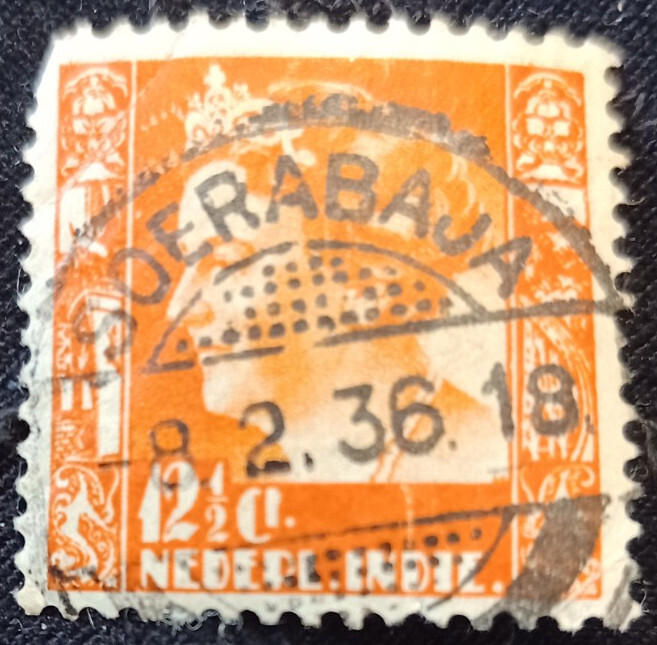 SOERABAJA
-8.2.36.18.
12½ Ct.
NEDERL.INDIE.